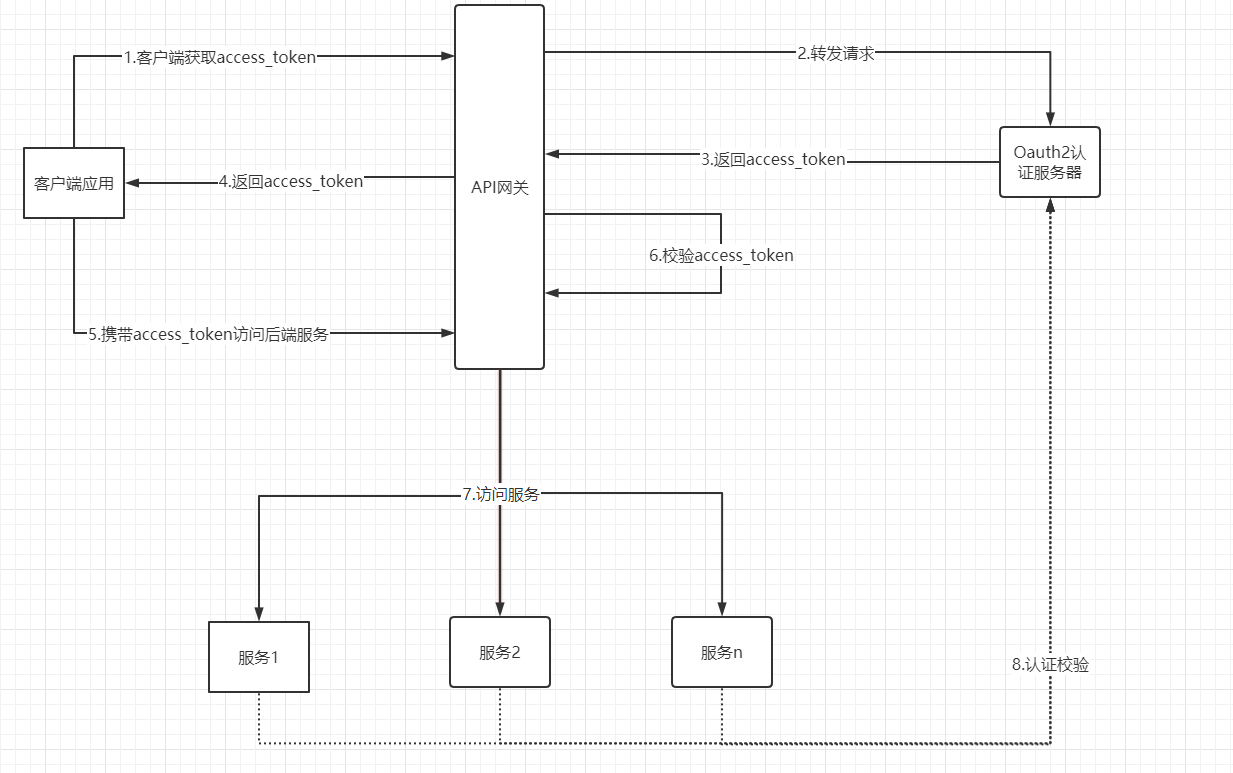 1.客户端获取access_token
2.转发请求
Oauth2认
证服务器
3.返回access_token
客户端应用
4.返回access_token
API网关
6.校验access_token
5.携带access_token访问后端服务
7.访问服务
服务1
服务2
服务n
8.认证校验